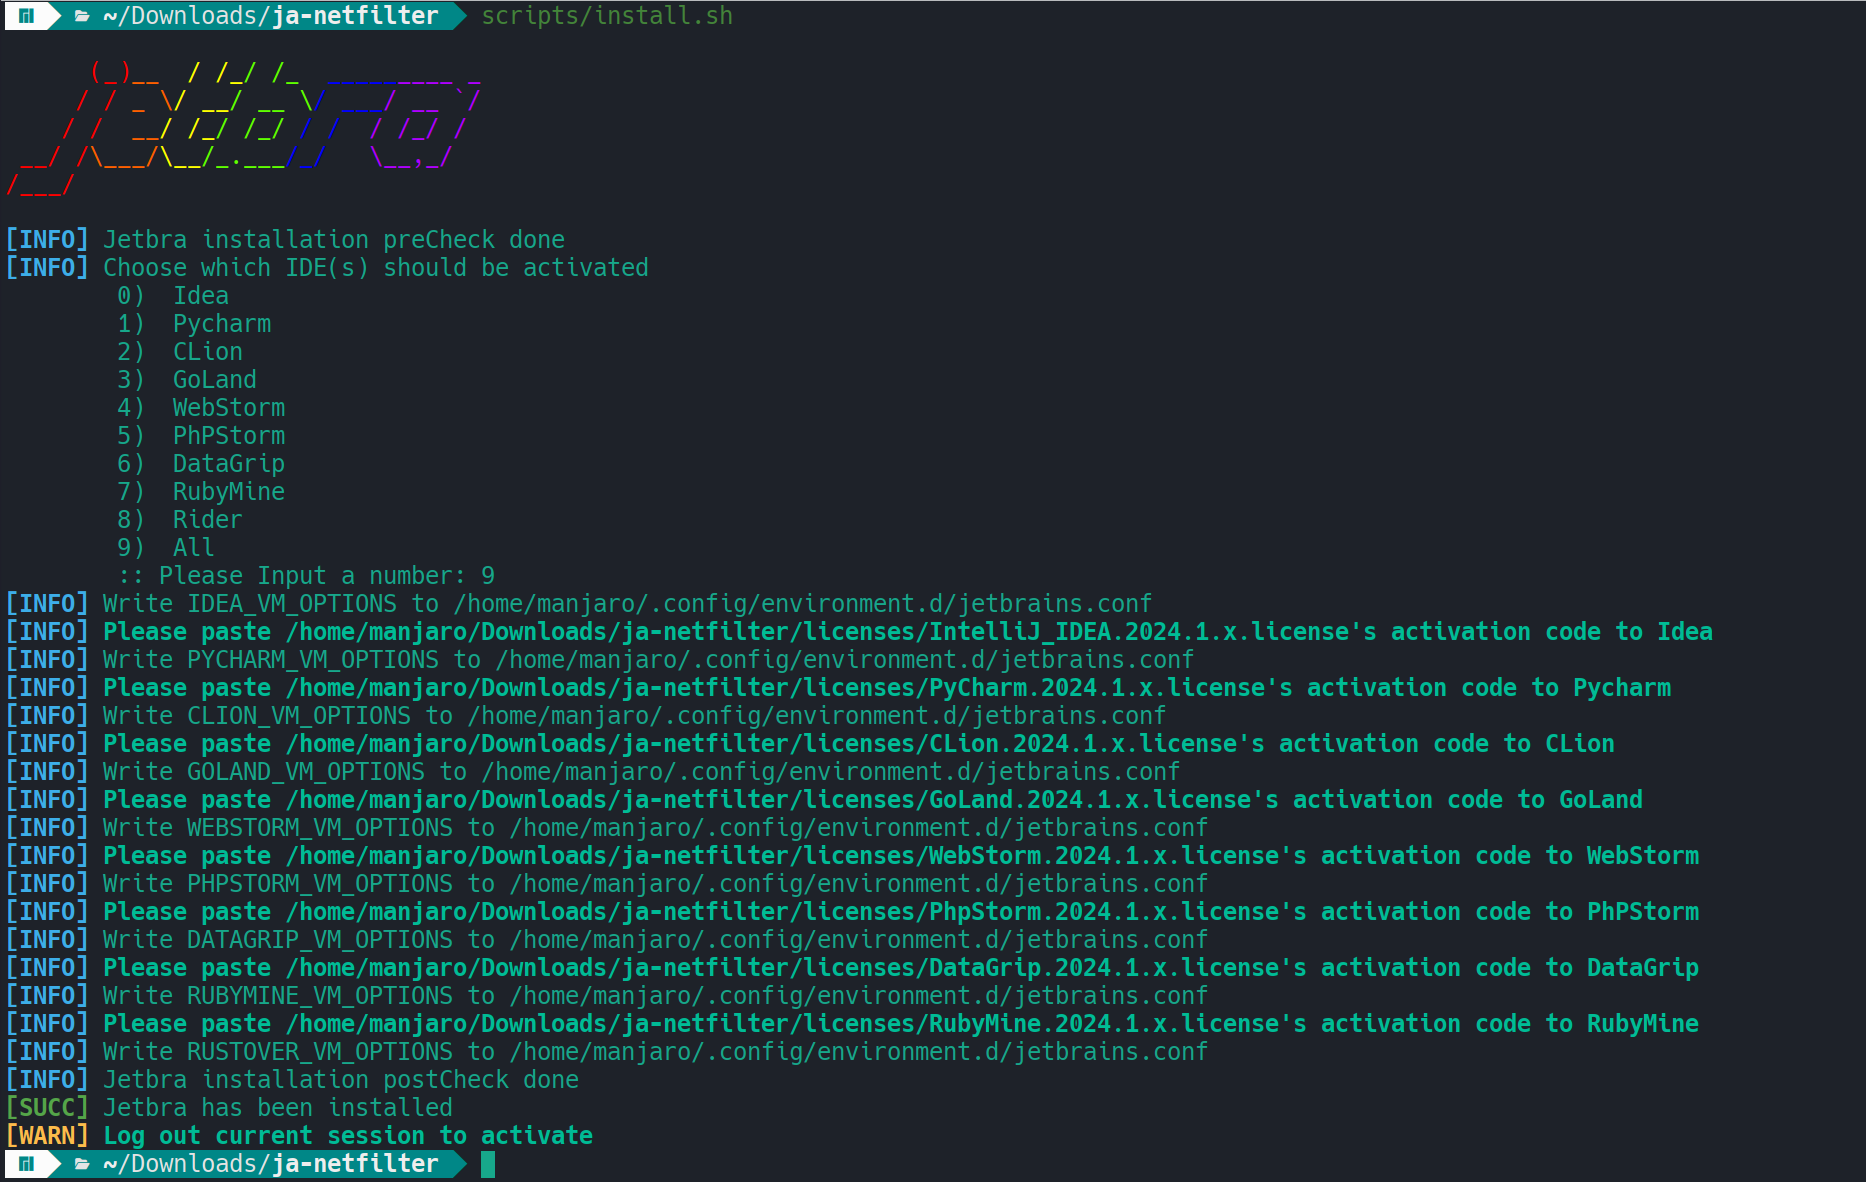 ~/Downloads/ja-netfilter scripts/install.sh
jetbra
[INFO] Jetbra installation preCheck done
[INFO] Choose which IDE(s) should be activated
0) Idea
1) Pycharm
2) CLion
3) GoLand
4) WebStorm
5) PhPStorm
6) DataGrip
7) RubyMine
8) Rider
9) All
:: Please Input a number: 9
[INFO] Write IDEA_VM_OPTIONS to /home/manjaro/.config/environment.d/jetbrains.conf
[INFO] Please paste /home/manjaro/Downloads/ja-netfilter/licenses/IntelliJ_IDEA.2024.1.x.license's activation code to Idea
[INFO] Write PYCHARM_VM_OPTIONS to /home/manjaro/.config/environment.d/jetbrains.conf
[INFO] Please paste /home/manjaro/Downloads/ja-netfilter/licenses/PyCharm.2024.1.x.license's activation code to Pycharm
[INFO] Write CLION_VM_OPTIONS to /home/manjaro/.config/environment.d/jetbrains.conf
[INFO] Please paste /home/manjaro/Downloads/ja-netfilter/licenses/CLion.2024.1.x.license's activation code to CLion
[INFO] Write GOLAND_VM_OPTIONS to /home/manjaro/.config/environment.d/jetbrains.conf
[INFO] Please paste /home/manjaro/Downloads/ja-netfilter/licenses/GoLand.2024.1.x.license's activation code to GoLand
[INFO] Write WEBSTORM_VM_OPTIONS to /home/manjaro/.config/environment.d/jetbrains.conf
[INFO] Please paste /home/manjaro/Downloads/ja-netfilter/licenses/WebStorm.2024.1.x.license's activation code to WebStorm
[INFO] Write PHPSTORM_VM_OPTIONS to /home/manjaro/.config/environment.d/jetbrains.conf
[INFO] Please paste /home/manjaro/Downloads/ja-netfilter/licenses/PhpStorm.2024.1.x.license's activation code to PhPStorm
[INFO] Write DATAGRIP_VM_OPTIONS to /home/manjaro/.config/environment.d/jetbrains.conf
[INFO] Please paste /home/manjaro/Downloads/ja-netfilter/licenses/DataGrip.2024.1.x.license's activation code to DataGrip
[INFO] Write RUBYMINE_VM_OPTIONS to /home/manjaro/.config/environment.d/jetbrains.conf
[INFO] Please paste /home/manjaro/Downloads/ja-netfilter/licenses/RubyMine.2024.1.x.license's activation code to RubyMine
[INFO] Write RUSTOVER_VM_OPTIONS to /home/manjaro/.config/environment.d/jetbrains.conf
[INFO] Jetbra installation postCheck done
[SUCC] Jetbra has been installed
[WARN] Log out current session to activate
~/Downloads/ja-netfilter